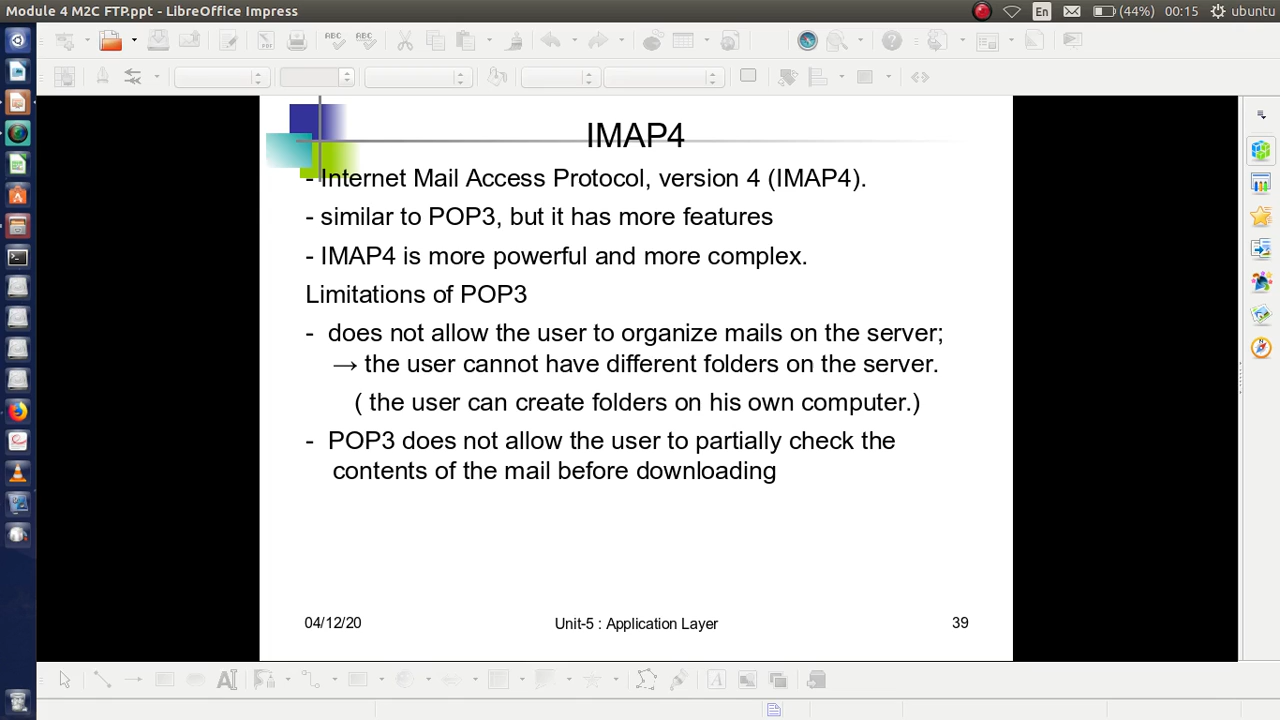 Module 4 M2C FTP.ppt - LibreOffice Impress
En
(44%)
00:15
ubuntu
IMAP4
- Internet Mail Access Protocol, version 4 (IMAP4).
- similar to POP3, but it has more features
- IMAP4 is more powerful and more complex.
Limitations of POP3
- does not allow the user to organize mails on the server;
→ the user cannot have different folders on the server.
( the user can create folders on his own computer.)
- POP3 does not allow the user to partially check the
contents of the mail before downloading
04/12/20
Unit-5 : Application Layer
39